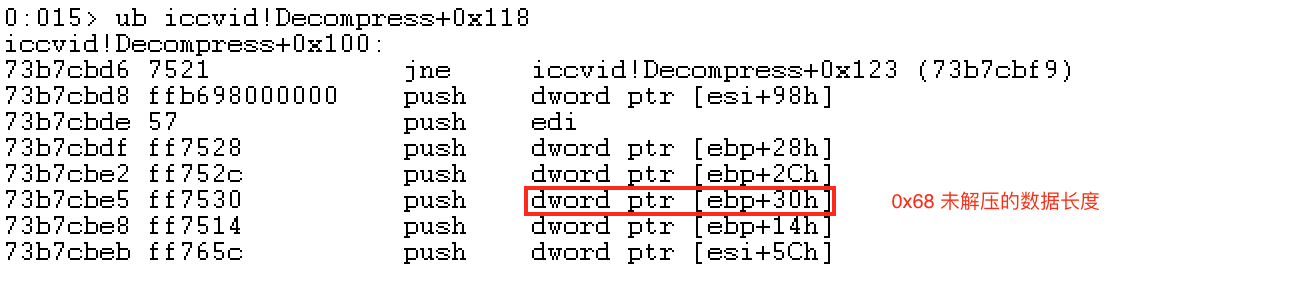 0:015> ub iccvid!Decompress+0x118
iccvid!Decompress+0x100:
73b7cbd6 7521            jne     iccvid!Decompress+0x123 (73b7cbf9)
73b7cbd8 ffb698000000    push    dword ptr [esi+98h]
73b7cbde 57              push    edi
73b7cbdf ff7528          push    dword ptr [ebp+28h]
73b7cbe2 ff752c          push    dword ptr [ebp+2Ch]
73b7cbe5 ff7530          push    dword ptr [ebp+30h] 0x68 未解压的数据长度
73b7cbe8 ff7514          push    dword ptr [ebp+14h]
73b7cbeb ff765c          push    dword ptr [esi+5Ch]